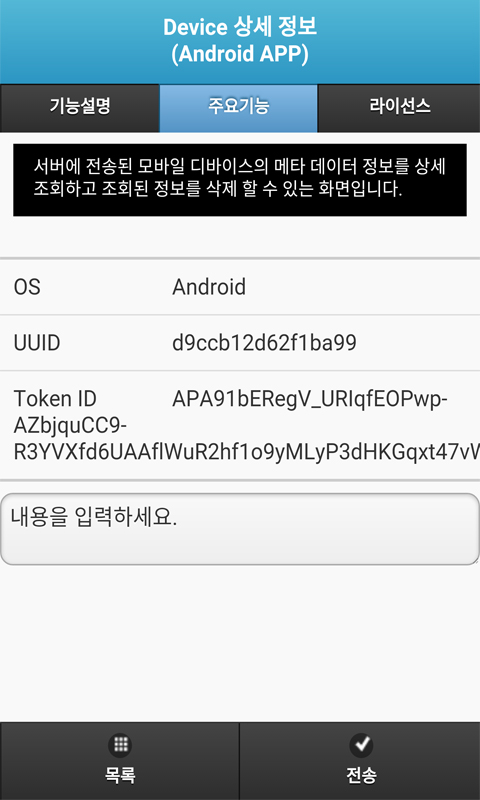 Device 상세 정보
(Android APP)
기능설명 주요기능 라이선스
서버에 전송된 모바일 디바이스의 메타 데이터 정보를 상세
조회하고 조회된 정보를 삭제 할 수 있는 화면입니다.
OS Android
UUID d9ccb12d62f1ba99
Token ID APA91bERegV_URIqfEOPwp-
AZbjquCC9-
R3YVXfd6UAAflWuR2hf1o9yMLyP3dHKGqxt47vW
내용을 입력하세요.
목록 전송